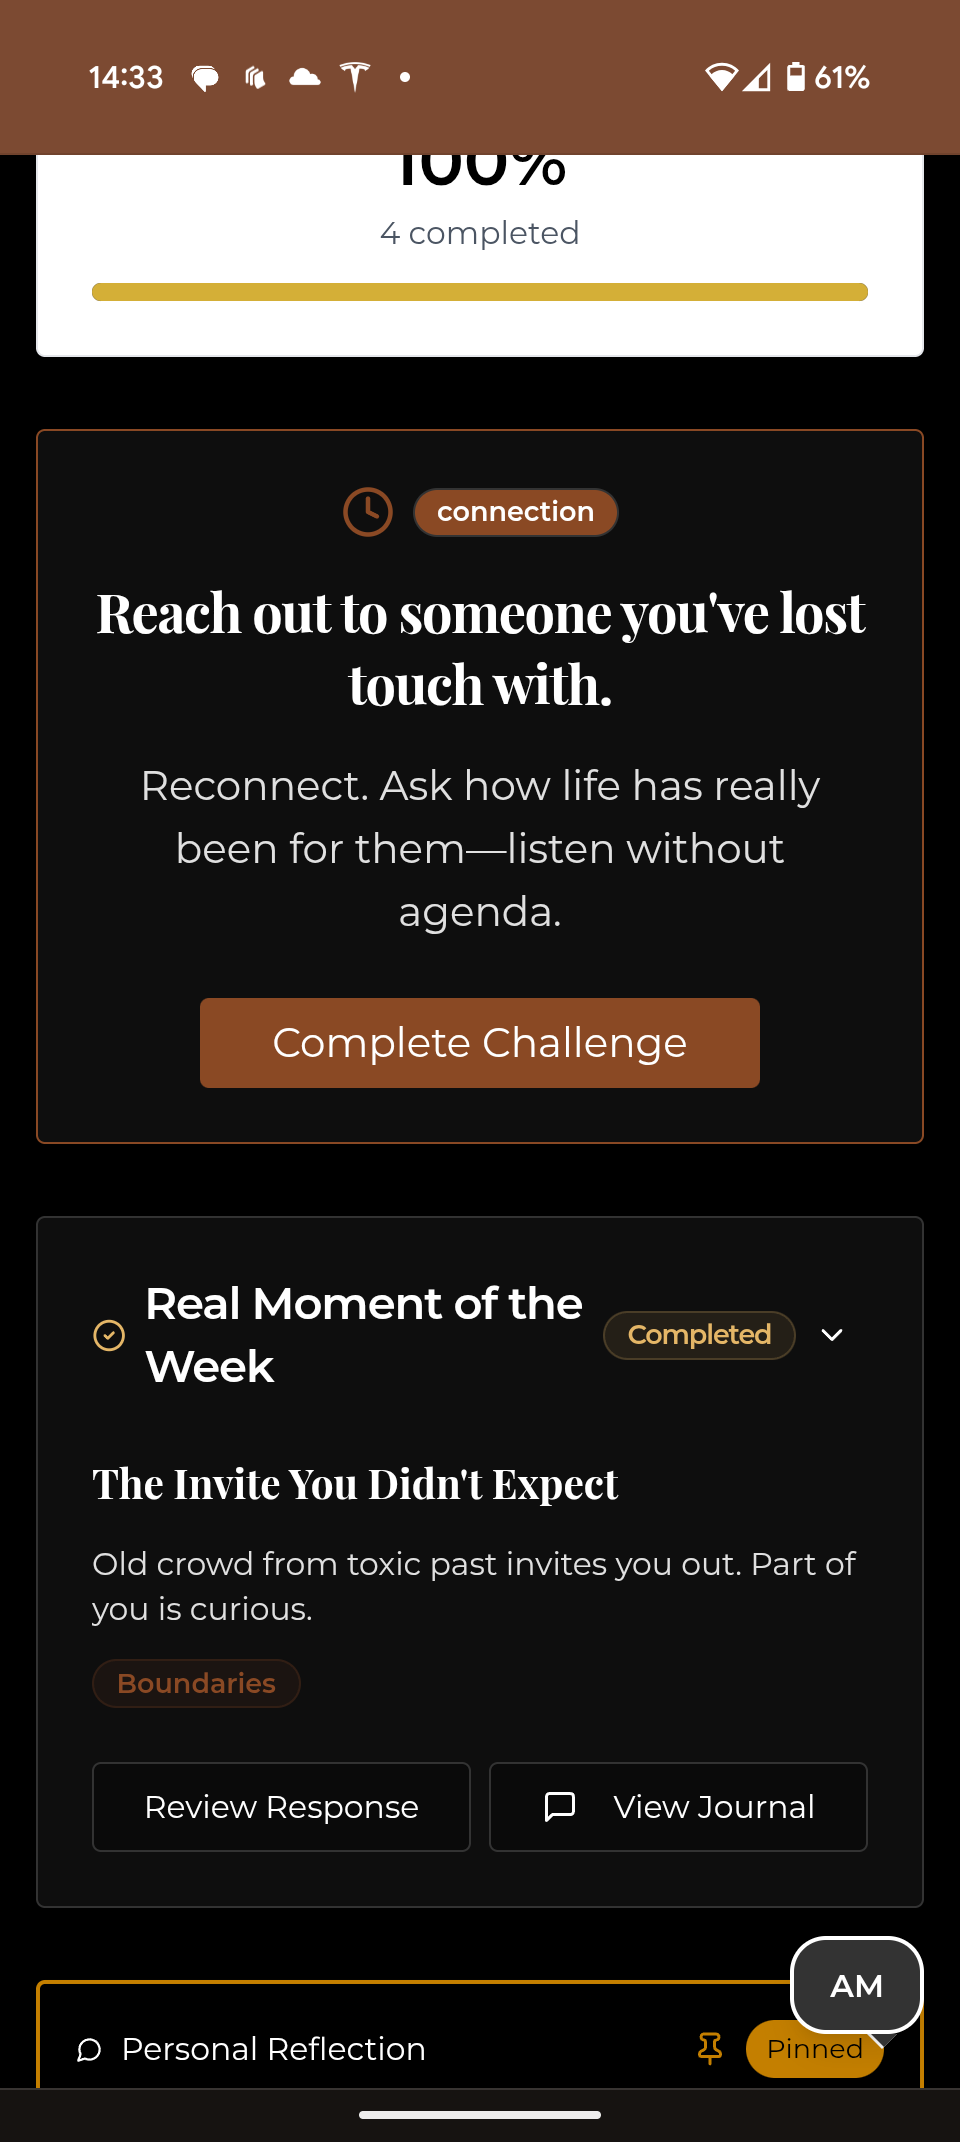 14:33
61%
100%
4 completed
connection
Reach out to someone you've lost
touch with.
Reconnect. Ask how life has really
been for them—listen without
agenda.
Complete Challenge
Real Moment of the
Week
Completed
The Invite You Didn't Expect
Old crowd from toxic past invites you out. Part of
you is curious.
Boundaries
Review Response
View Journal
AM
Personal Reflection
Pinned